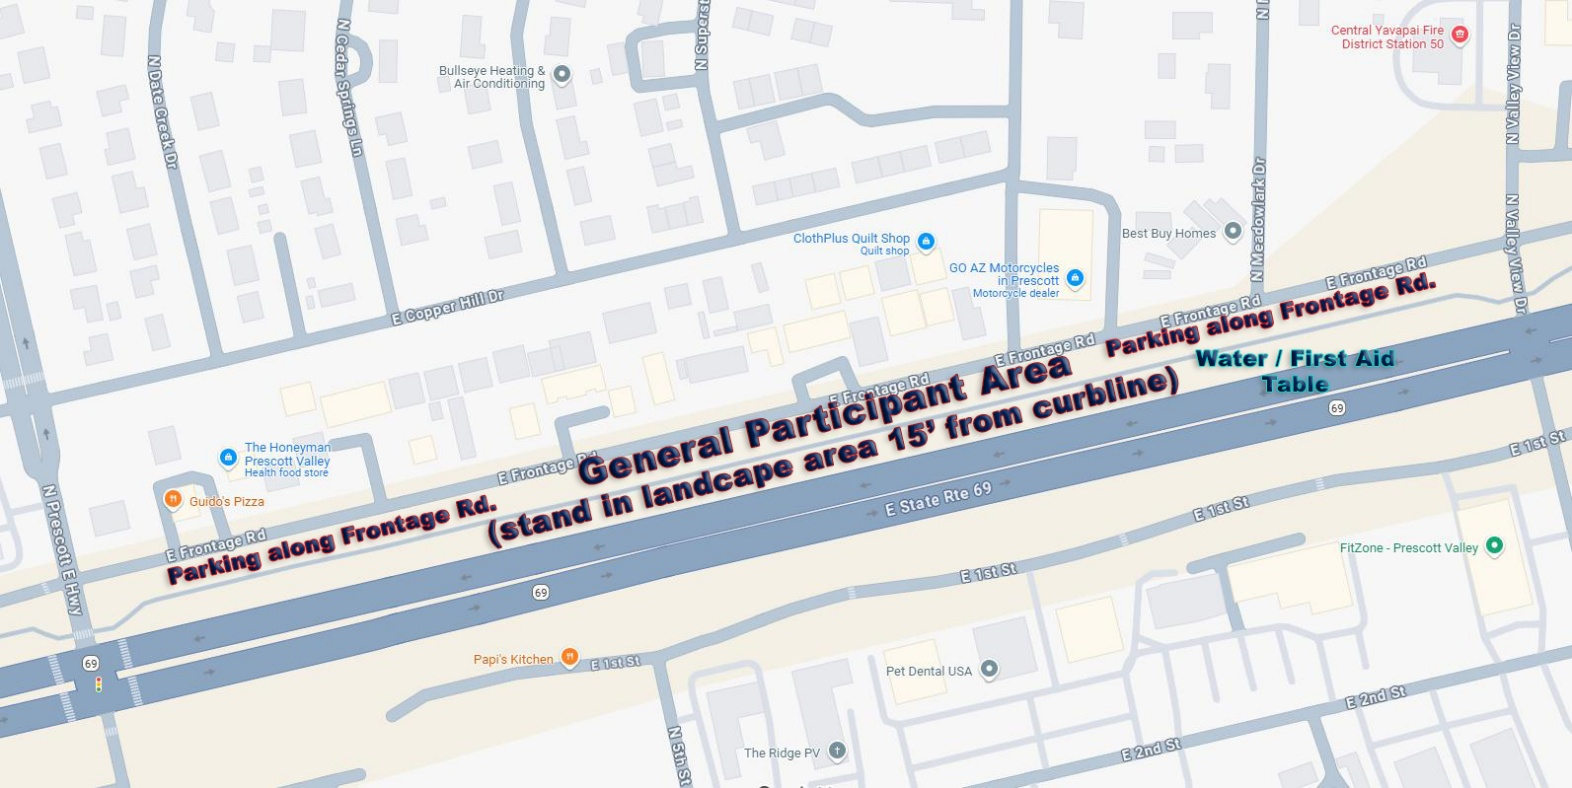 Central Yavapai Fire
District Station 50
N Valley View Dr
N Cedar Springs Ln
N Superst
N Date Creek Dr
Bullseye Heating &
Air Conditioning
N Meadowlark Dr
N Valley View Dr
ClothPlus Quilt Shop
Quilt shop
Best Buy Homes
GO AZ Motorcycles
in Prescott
Motorcycle dealer
E Copper Hill Dr
E Frontage Rd
E Frontage Rd
Parking along Frontage Rd.
E Frontage Rd
Water / First Aid
Table
E Frontage Rd
General Participant Area
(stand in landcape area 15’ from curbline)
69
The Honeyman
Prescott Valley
Health food store
E Frontage Rd
E 1st St
Guido's Pizza
E State Rte 69
E 1st St
N Prescott E Hwy
E Frontage Rd
Parking along Frontage Rd.
FitZone - Prescott Valley
E 1st St
69
Papi's Kitchen
E 1st St
69
Pet Dental USA
E 2nd St
N 5th St
The Ridge PV
E 2nd St